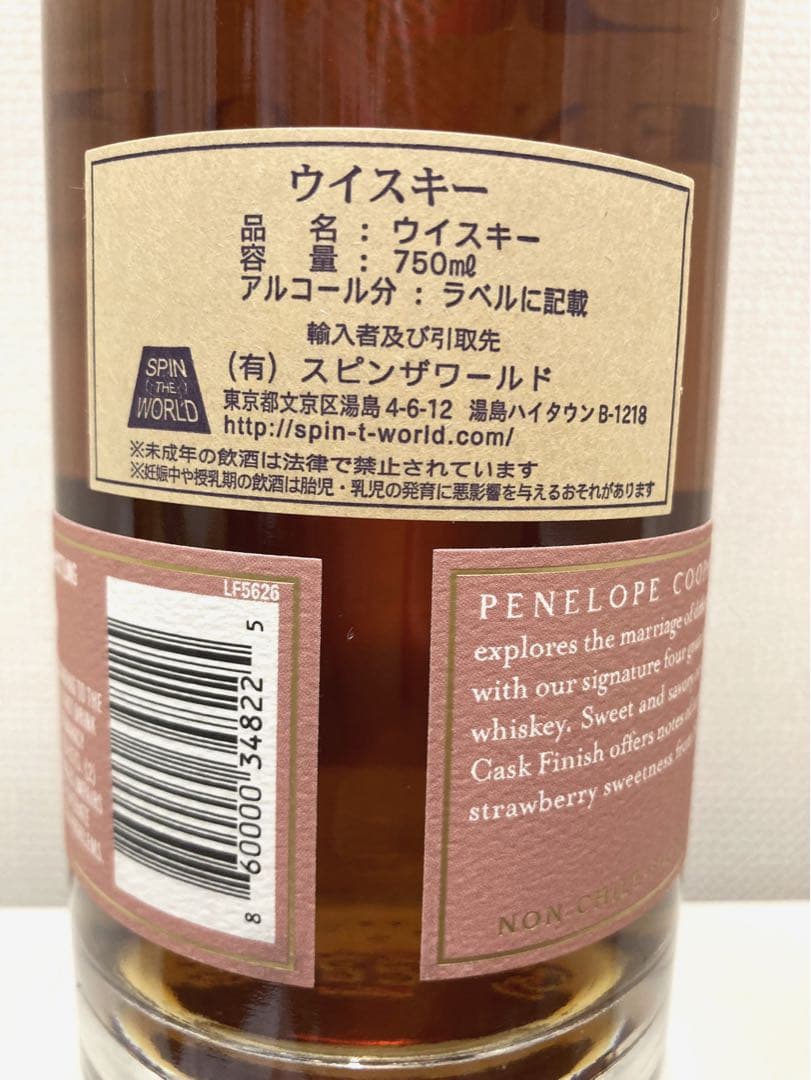 ウイスキー
品 名 : ウイスキー
容 量 : 750㎖
アルコール分 : ラベルに記載
輸入者及び引取先
SPIN
THE
WORLD
(有) スピンザワールド
東京都文京区湯島 4-6-12 湯島ハイタウン B-1218
http://spin-t-world.com/
※未成年の飲酒は法律で禁止されています
※妊娠中や授乳期の飲酒は胎児・乳児の発育に悪影響を与えるおそれがあります
LF5626
8 60000 34822 5
TO THE
(2)
PENELOPE
explores the marriage of
with our signature four
whiskey. Sweet and savory
Cask Finish offers notes of
strawberry sweetness from
NON